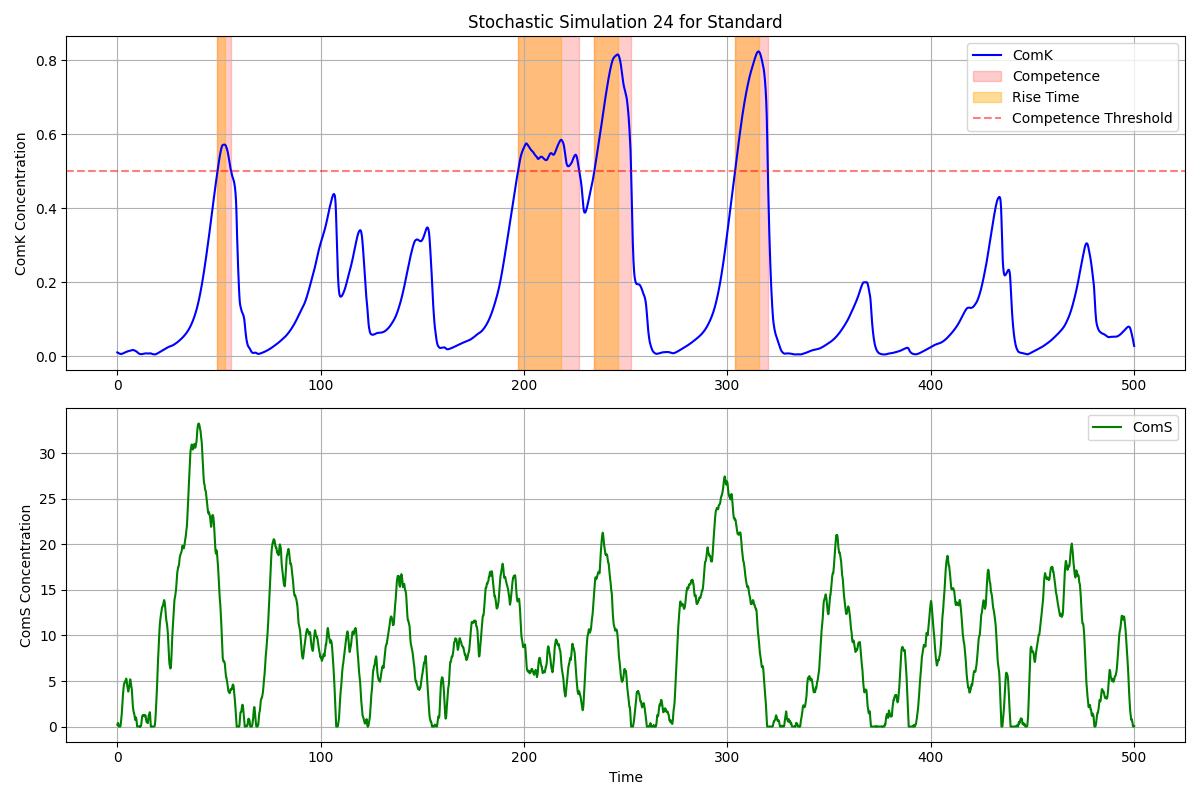 Stochastic Simulation 24 for Standard
ComK Concentration
0.8
0.6
0.4
0.2
0.0
ComK
Competence
Rise Time
Competence Threshold
0 100 200 300 400 500
ComS Concentration
30
25
20
15
10
5
0
ComS
0 100 200 300 400 500
Time